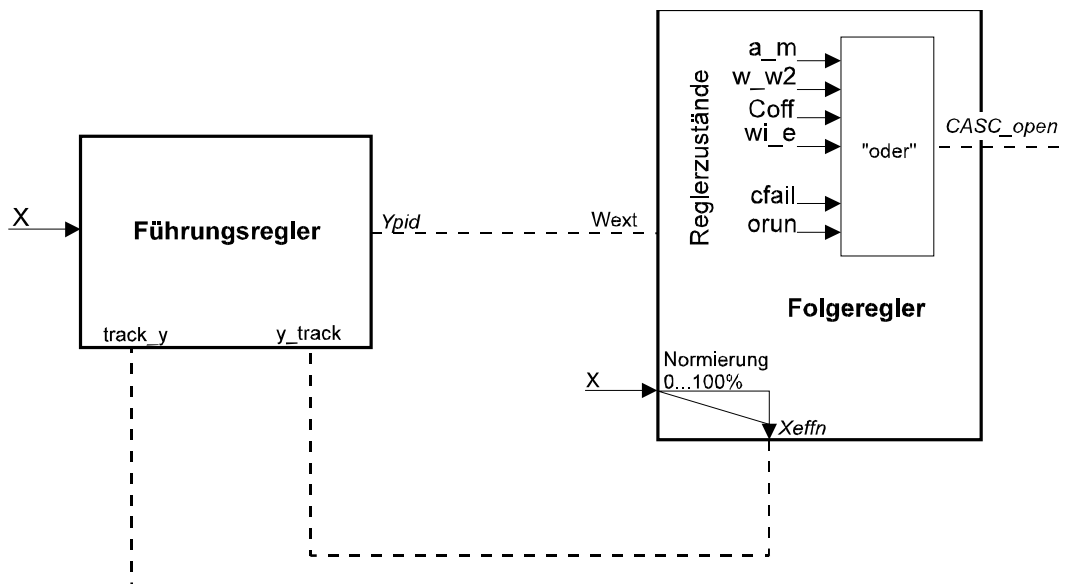 X
Führungsregler
track_y
y_track
Ypid
Wext
Reglerzustände
a_m
w_w2
Coff
wi_e
cfail
orun
"oder"
CASC_open
Folgeregler
X
Normierung
0...100%
Xeffn